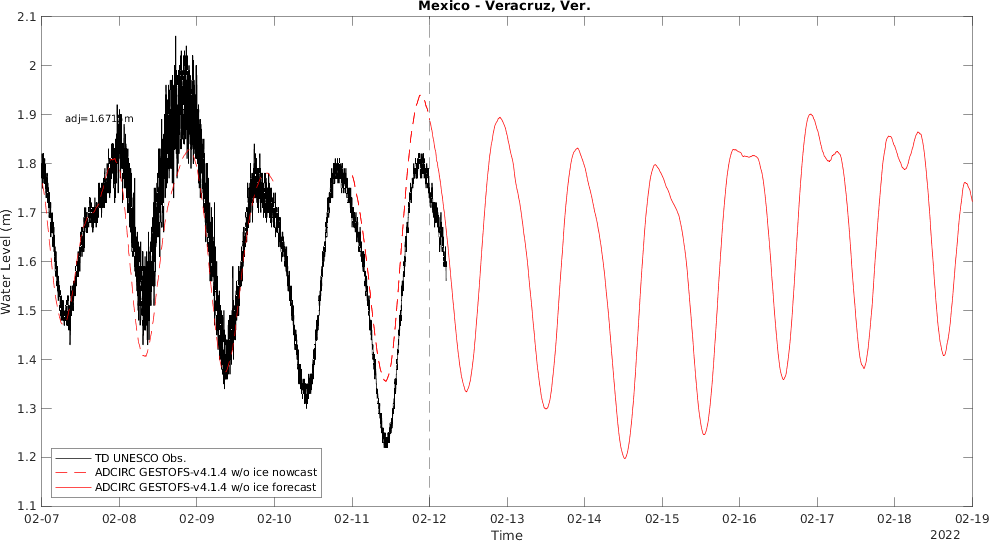 Mexico - Veracruz, Ver.
2.1
2
1.9
1.8
1.7
1.6
1.5
1.4
1.3
1.2
1.1
Water Level (m)
TD UNESCO Obs.
ADCIRC GESTOFS-v4.1.4 w/o ice nowcast
ADCIRC GESTOFS-v4.1.4 w/o ice forecast
02-07 02-08 02-09 02-10 02-11 02-12 02-13 02-14 02-15 02-16 02-17 02-18 02-19
Time
2022